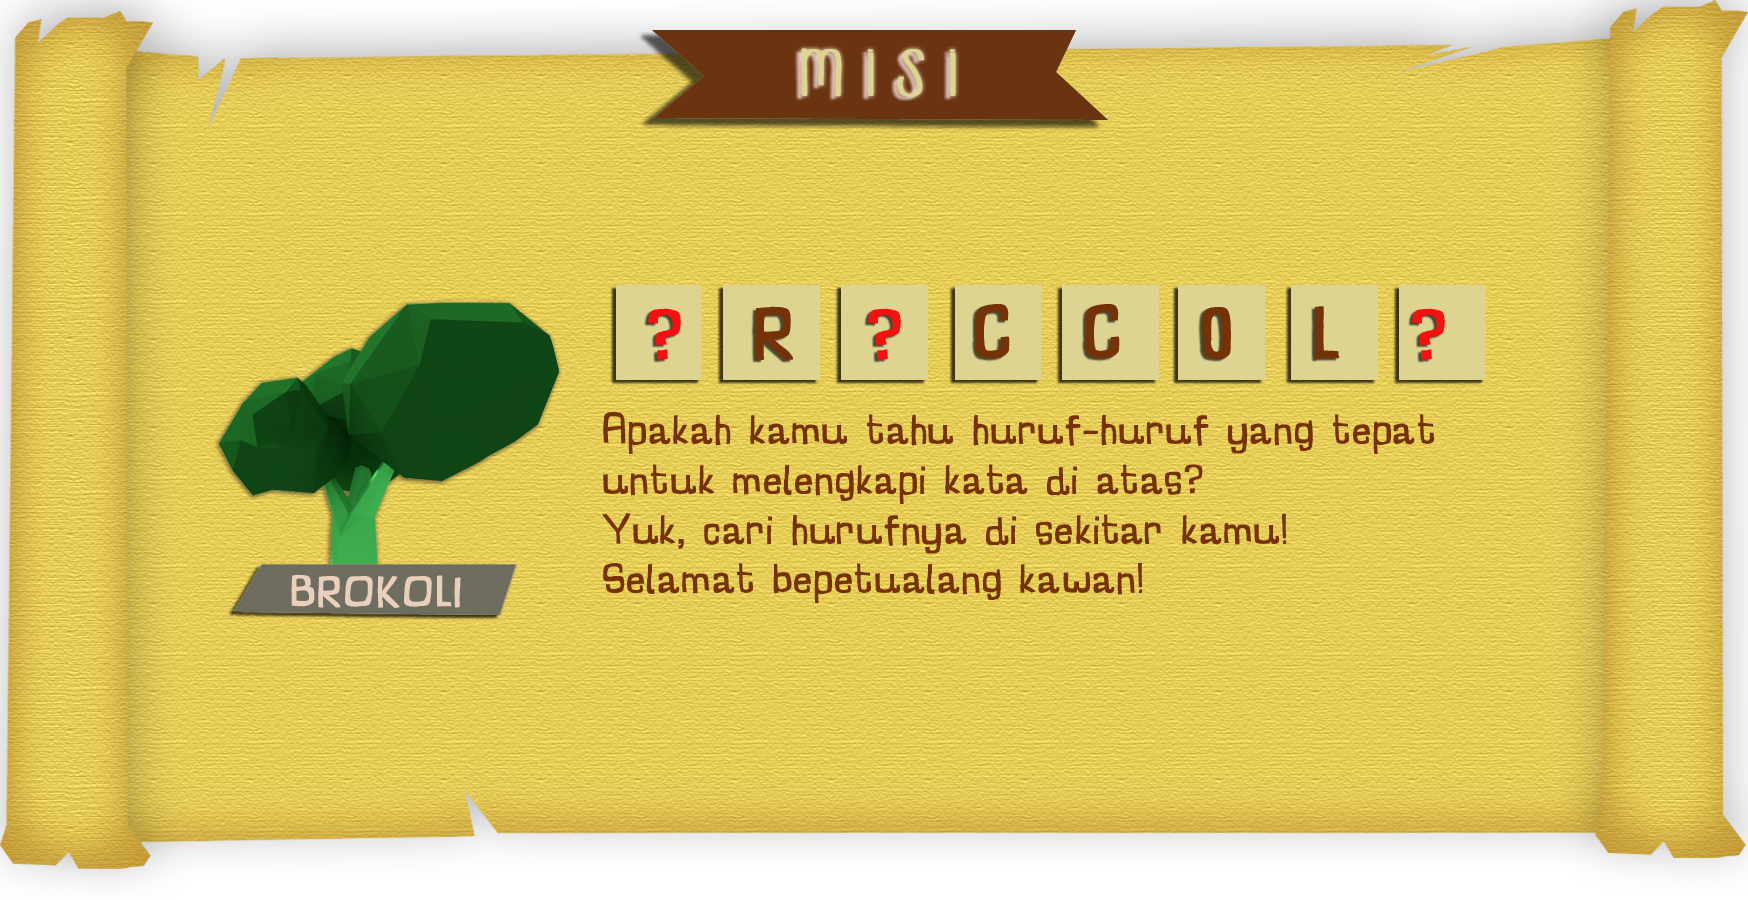 MISI
? R ? C C O L ?
Apakah kamu tahu huruf-huruf yang tepat
untuk melengkapi kata di atas?
Yuk, cari hurufnya di sekitar kamu!
Selamat bepetualang kawan!
BROKOLI